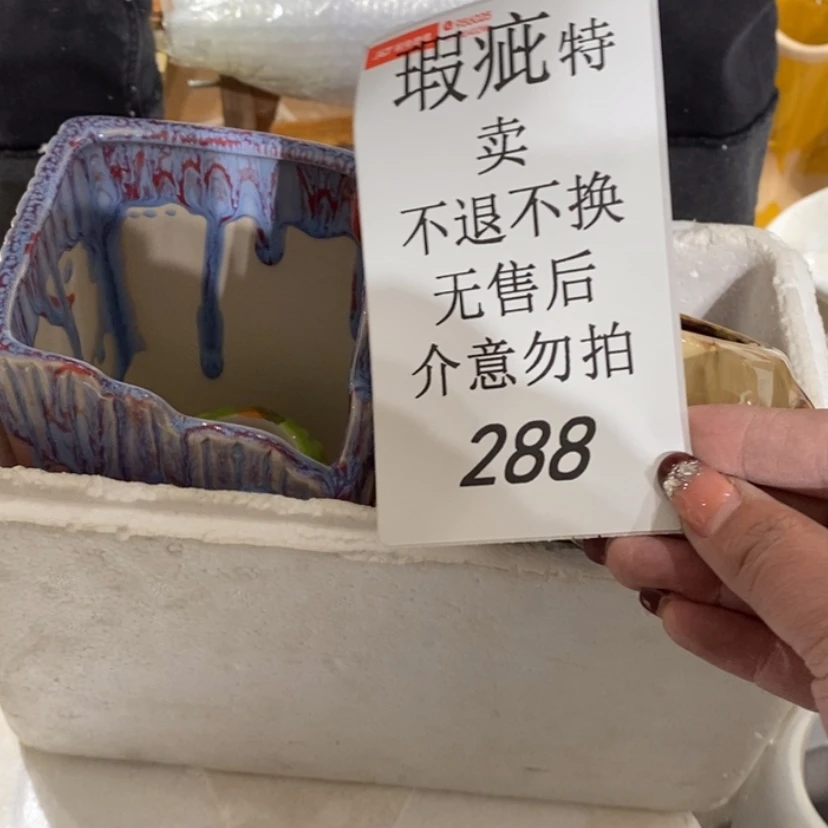 瑕疵特
卖
不退不换
无售后
介意勿拍
288